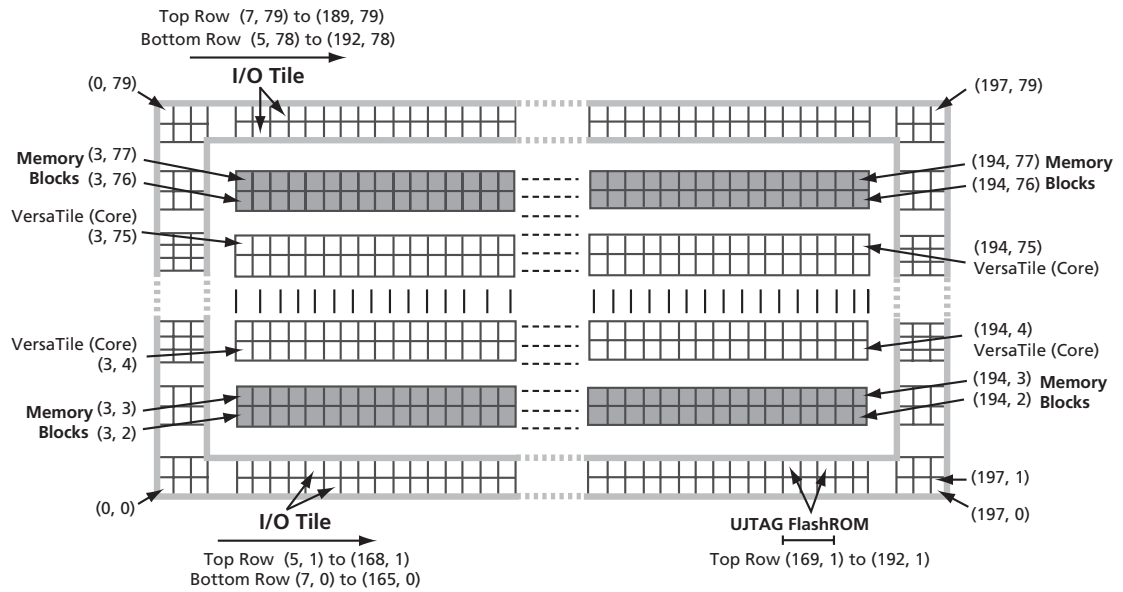 Top Row (7, 79) to (189, 79)
Bottom Row (5, 78) to (192, 78)
I/O Tile
(0, 79)
(197, 79)
Memory (3, 77)
Blocks (3, 76)
(194, 77) Memory
(194, 76) Blocks
VersaTile (Core)
(3, 75)
(194, 75)
VersaTile (Core)
VersaTile (Core)
(3, 4)
(194, 4)
VersaTile (Core)
Memory (3, 3)
Blocks (3, 2)
(194, 3) Memory
(194, 2) Blocks
(197, 1)
(0, 0)
(197, 0)
I/O Tile
UJTAG FlashROM
Top Row (5, 1) to (168, 1)
Bottom Row (7, 0) to (165, 0)
Top Row (169, 1) to (192, 1)